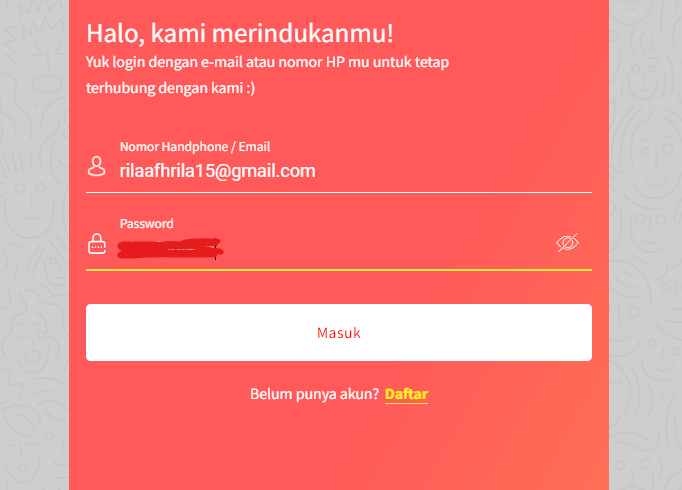 Halo, kami merindukanmu!
Yuk login dengan e-mail atau nomor HP mu untuk tetap
terhubung dengan kami :)
Nomor Handphone / Email
rilaafhrila15@gmail.com
Password
Masuk
Belum punya akun? Daftar